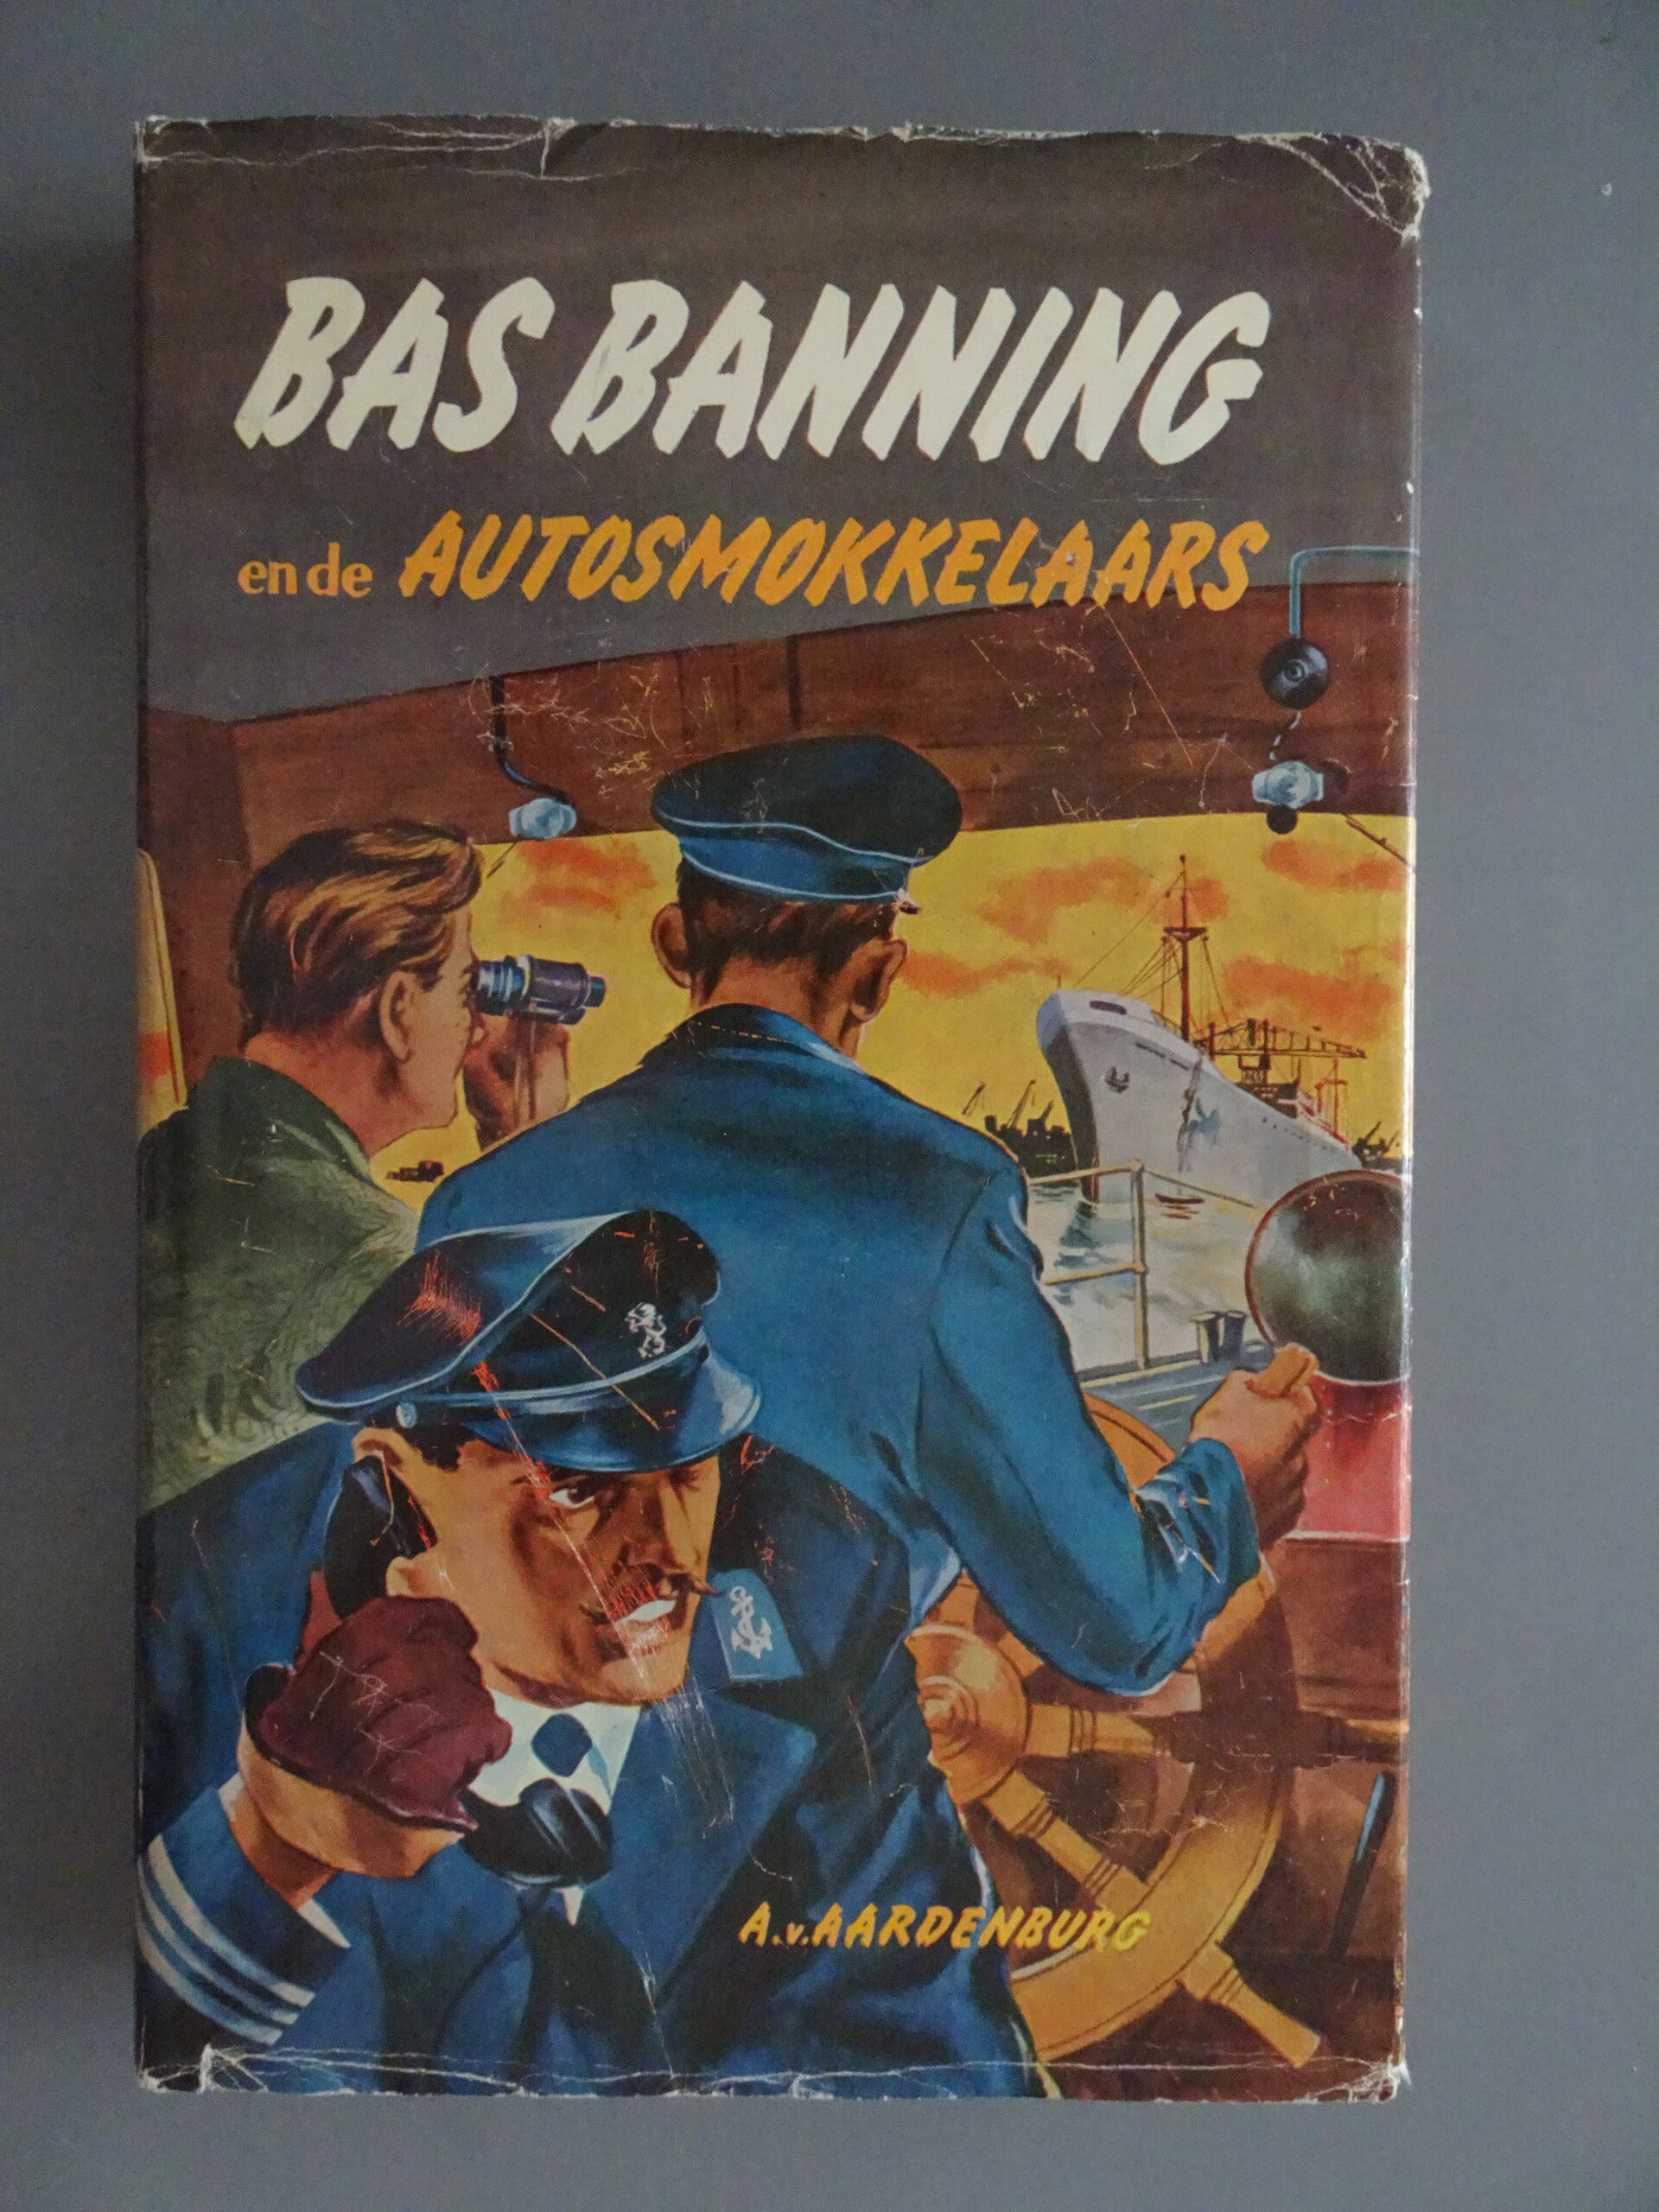 BAS BANNING
en de AUTOSMOKKELAARS
A.v.AARDENBURG